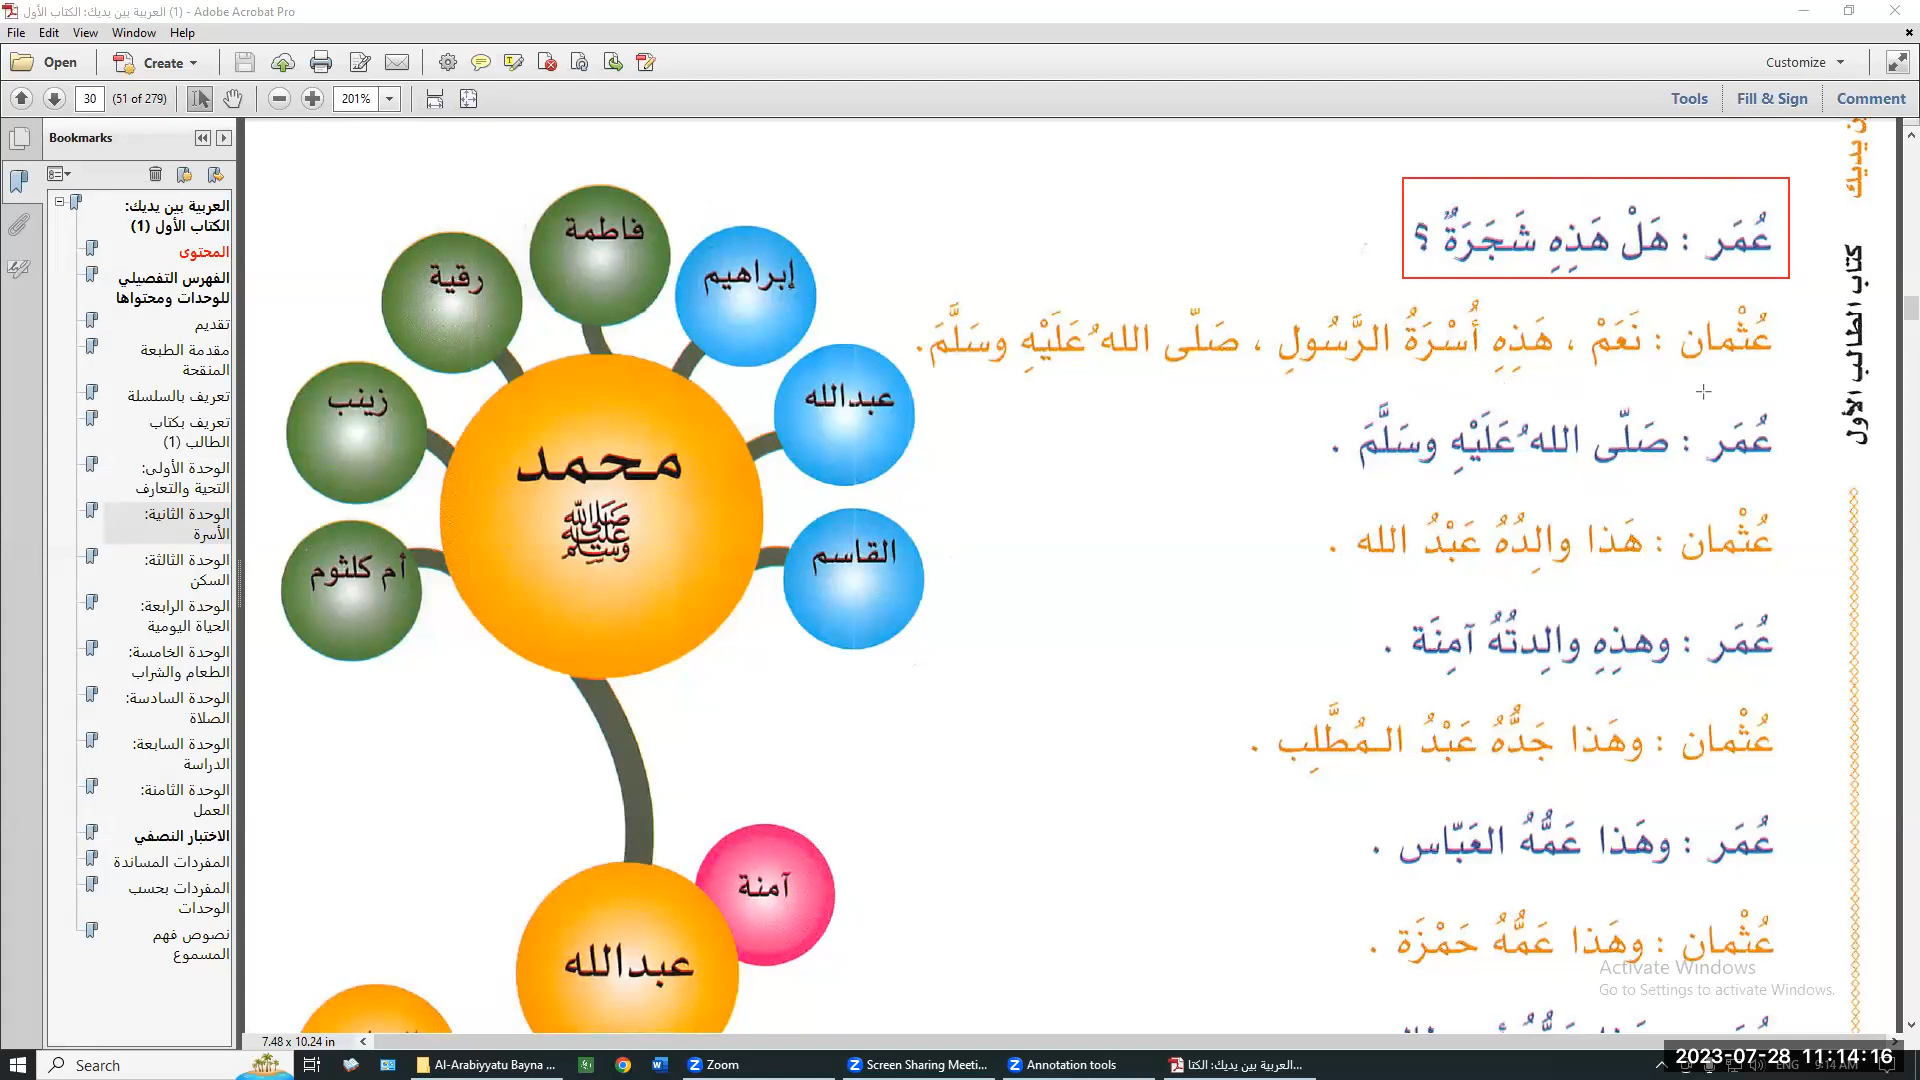 العربية بين يديك: الكتاب الأول (1) - Adobe Acrobat Pro
File Edit View Window Help
Open Create Customize
30 (51 of 279) 201% Tools Fill & Sign Comment
Bookmarks
العربية بين يديك:
الكتاب الأول (1)
المحتوى
الفهرس التفصيلي
للوحدات ومحتواها
تقديم
مقدمة الطبعة
المنقحة
تعريف بالسلسلة
تعريف بكتاب
الطالب (1)
الوحدة الأولى:
التحية والتعارف
الوحدة الثانية:
الأسرة
الوحدة الثالثة:
السكن
الوحدة الرابعة:
الحياة اليومية
الوحدة الخامسة:
الطعام والشراب
الوحدة السادسة:
الصلاة
الوحدة السابعة:
الدراسة
الوحدة الثامنة:
العمل
الاختبار النصفي
المفردات المساندة
المفردات بحسب
الوحدات
نصوص فهم
المسموع
يديك
كتاب الطالب الأول
عُمَر : هَلْ هَذِهِ شَجَرَةٌ ؟
عُثْمان : نَعَمْ ، هَذِهِ أُسْرَةُ الرَّسُولِ ، صَلّى اللهُ عَلَيْهِ وسَلَّمَ.
عُمَر : صَلّى اللهُ عَلَيْهِ وسَلَّمَ .
عُثْمان : هَذا والِدُهُ عَبْدُ الله .
عُمَر : وهذِهِ والِدتُهُ آمِنَة .
عُثْمان : وهَذا جَدُّهُ عَبْدُ الـمُطَّلِب .
عُمَر : وهَذا عَمُّهُ العَبّاس .
عُثْمان : وهَذا عَمُّهُ حَمْزَة .
فاطمة
رقية
إبراهيم
زينب
عبدالله
محمد
ﷺ
القاسم
أم كلثوم
آمنة
عبدالله
Activate Windows
Go to Settings to activate Windows.
7.48 x 10.24 in
Search
Al-Arabiyyatu Bayna ...
Zoom
Screen Sharing Meeti...
Annotation tools
العربية بين يديك: الكتا...
2023-07-28 11:14:16